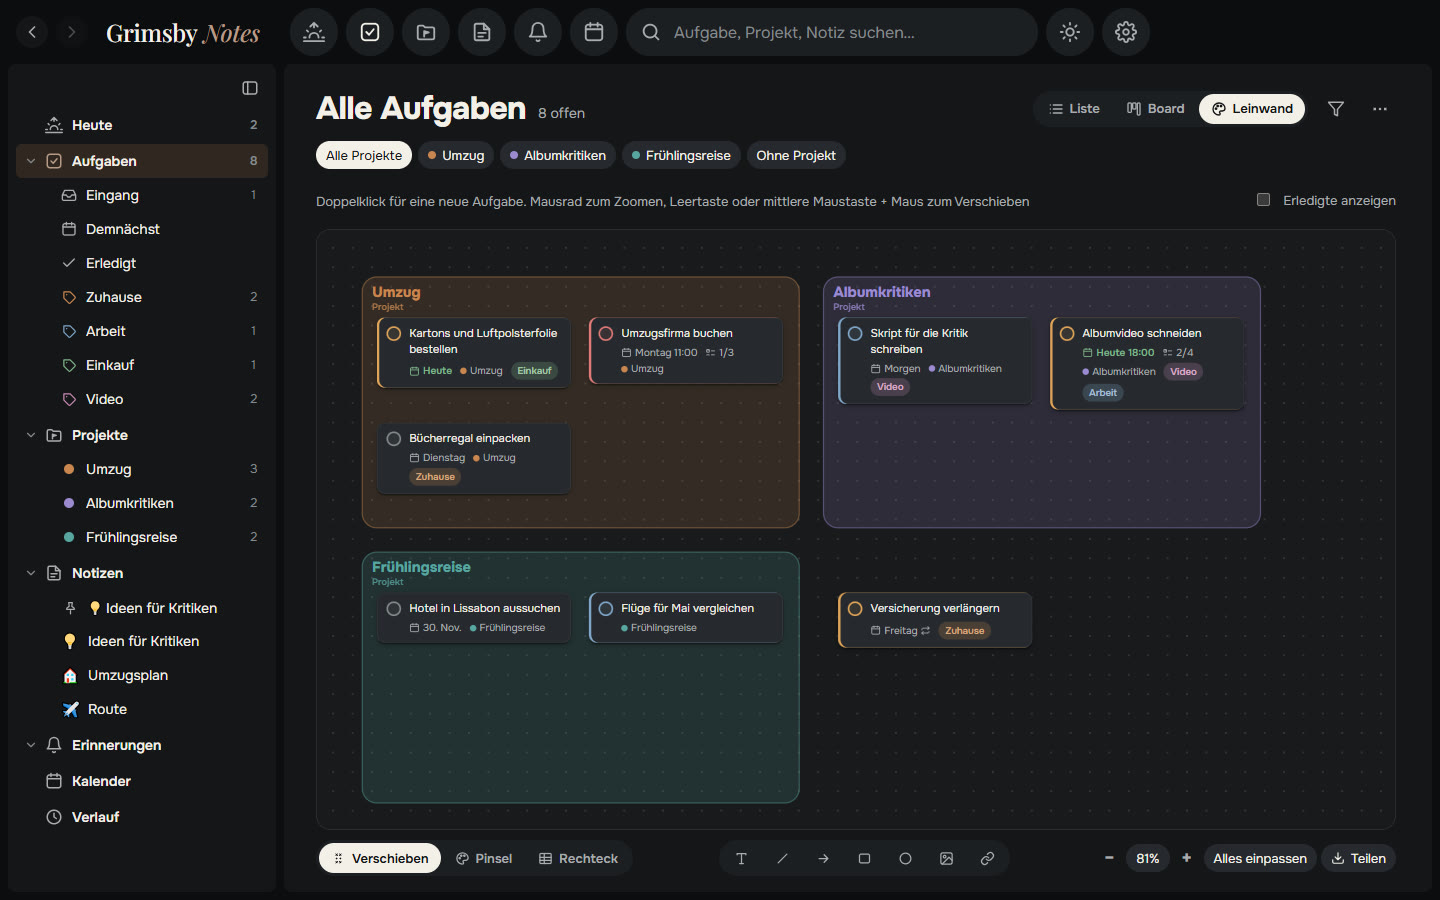 Grimsby Notes
Aufgabe, Projekt, Notiz suchen...
Heute 2
Aufgaben 8
Eingang 1
Demnächst
Erledigt
Zuhause 2
Arbeit 1
Einkauf 1
Video 2
Projekte
Umzug 3
Albumkritiken 2
Frühlingsreise 2
Notizen
Ideen für Kritiken
Ideen für Kritiken
Umzugsplan
Route
Erinnerungen
Kalender
Verlauf
Alle Aufgaben 8 offen
Liste Board Leinwand
Alle Projekte Umzug Albumkritiken Frühlingsreise Ohne Projekt
Doppelklick für eine neue Aufgabe. Mausrad zum Zoomen, Leertaste oder mittlere Maustaste + Maus zum Verschieben
Erledigte anzeigen
Umzug
Projekt
Kartons und Luftpolsterfolie
bestellen
Heute Umzug Einkauf
Umzugsfirma buchen
Montag 11:00 1/3
Umzug
Bücherregal einpacken
Dienstag Umzug
Zuhause
Albumkritiken
Projekt
Skript für die Kritik
schreiben
Morgen Albumkritiken
Video
Albumvideo schneiden
Heute 18:00 2/4
Albumkritiken Video
Arbeit
Frühlingsreise
Projekt
Hotel in Lissabon aussuchen
30. Nov. Frühlingsreise
Flüge für Mai vergleichen
Frühlingsreise
Versicherung verlängern
Freitag Zuhause
Verschieben Pinsel Rechteck
− 81% + Alles einpassen Teilen